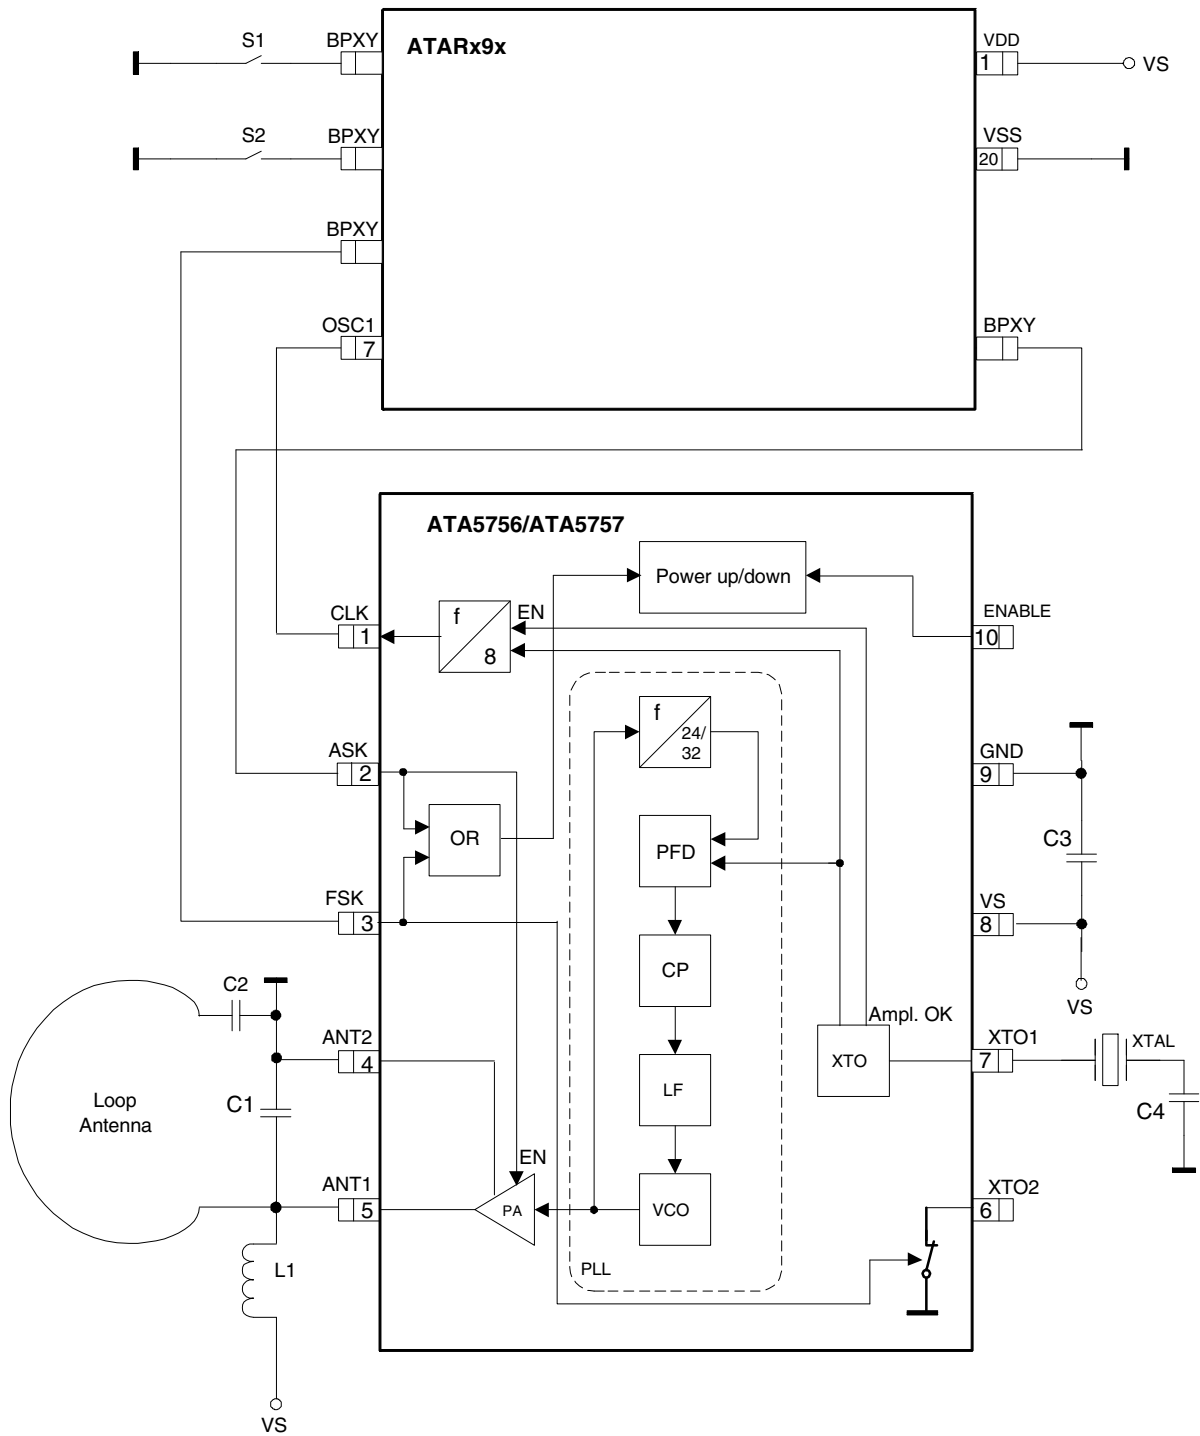 S1
BPXY
ATARx9x
VDD
1
VS
S2
BPXY
VSS
20
BPXY
OSC1
7
BPXY
ATA5756/ATA5757
Power up/down
CLK
1
f
8
EN
ENABLE
10
f
24/
32
ASK
2
GND
9
OR
PFD
C3
FSK
3
VS
8
CP
C2
VS
Ampl. OK
ANT2
4
XTO
XTO1
7
XTAL
Loop
Antenna
C1
LF
C4
EN
ANT1
5
PA
VCO
XTO2
6
L1
PLL
VS